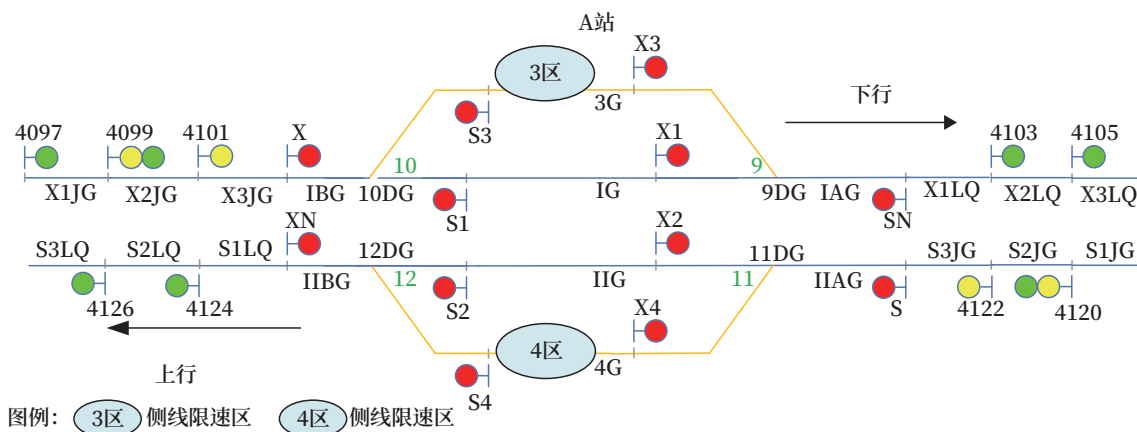 A站
3区
X3
3G
S3
下行
4097
4099
4101
X
X1
4103
4105
10
9
X1JG
X2JG
X3JG
IBG
10DG
IG
9DG
IAG
X1LQ
X2LQ
X3LQ
S1
SN
XN
X2
S3LQ
S2LQ
S1LQ
12DG
11DG
S3JG
S2JG
S1JG
IIBG
12
IIG
11
IIAG
4126
4124
S2
S
4122
4120
X4
4区
4G
S4
上行
图例：
3区
侧线限速区
4区
侧线限速区